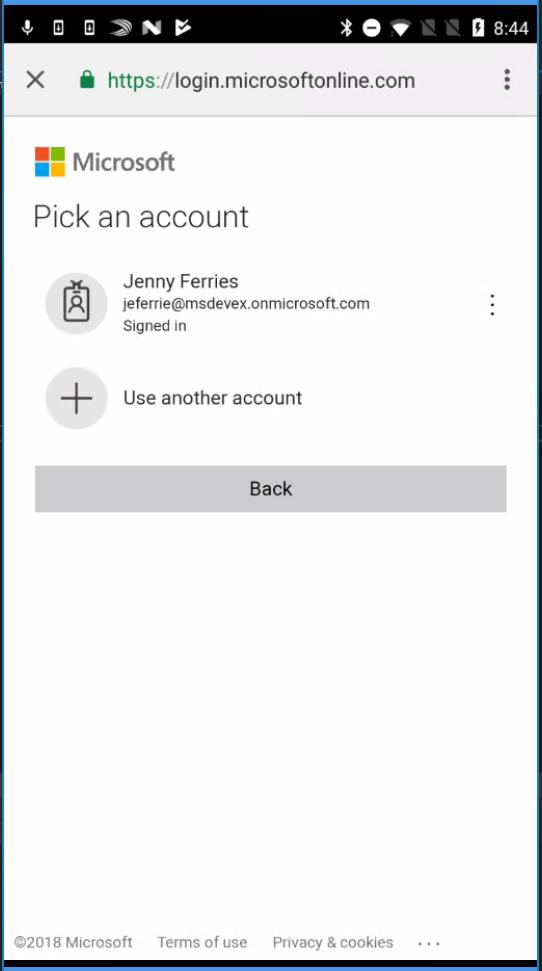 8:44
https://login.microsoftonline.com
Microsoft
Pick an account
Jenny Ferries
jeferrie@msdevex.onmicrosoft.com
Signed in
Use another account
Back
©2018 Microsoft Terms of use Privacy & cookies ...